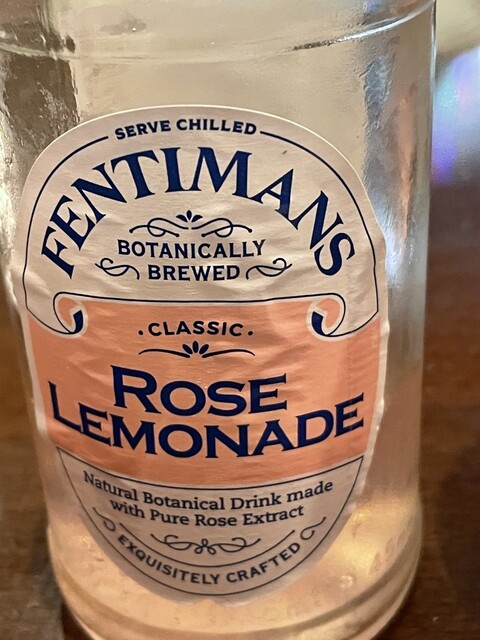 SERVE CHILLED
FENTIMANS
BOTANICALLY
BREWED
·CLASSIC·
ROSE
LEMONADE
Natural Botanical Drink made
with Pure Rose Extract
EXQUISITELY CRAFTED